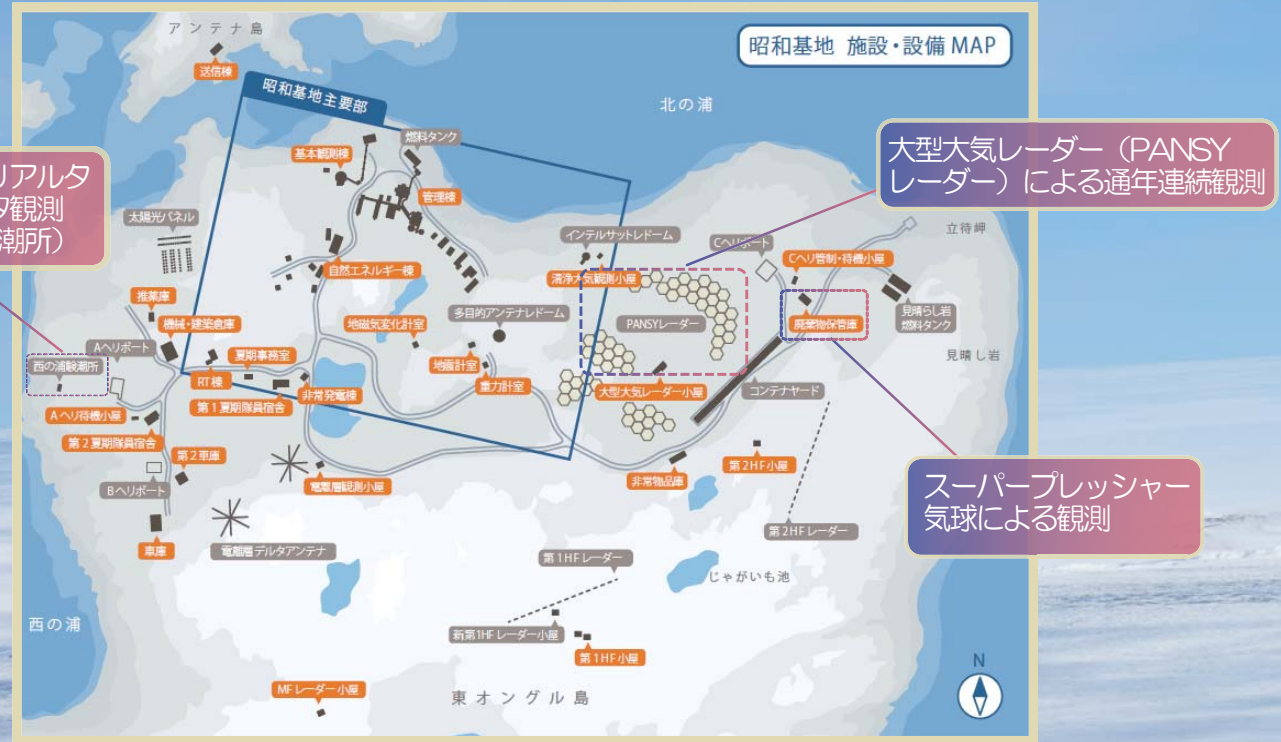 アンテナ島
送信棟
昭和基地 施設・設備 MAP
昭和基地主要部
北の浦
燃料タンク
基本観測棟
管理棟
大型大気レーダー（PANSY
レーダー）による通年連続観測
リアルタ
タ観測
潮所）
太陽光パネル
インテルサットレドーム
Cヘリポート
立待岬
Cヘリ管制・待機小屋
自然エネルギー棟
清浄大気観測小屋
推薬庫
多目的アンテナレドーム
PANSYレーダー
廃棄物保管庫
見晴らし岩
燃料タンク
機械・建築倉庫
地磁気変化計室
Aヘリポート
見晴し岩
西の浦験潮所
夏期事務室
地震計室
RT棟
重力計室
大型大気レーダー小屋
コンテナヤード
第1夏期隊員宿舎
非常発電棟
Aヘリ待機小屋
第2夏期隊員宿舎
第2車庫
第2HF小屋
非常物品庫
スーパープレッシャー
気球による観測
Bヘリポート
電離層観測小屋
第2HFレーダー
車庫
電離層デルタアンテナ
第1HFレーダー
じゃがいも池
西の浦
新第1HFレーダー小屋
第1HF小屋
MFレーダー小屋
東オングル島
N